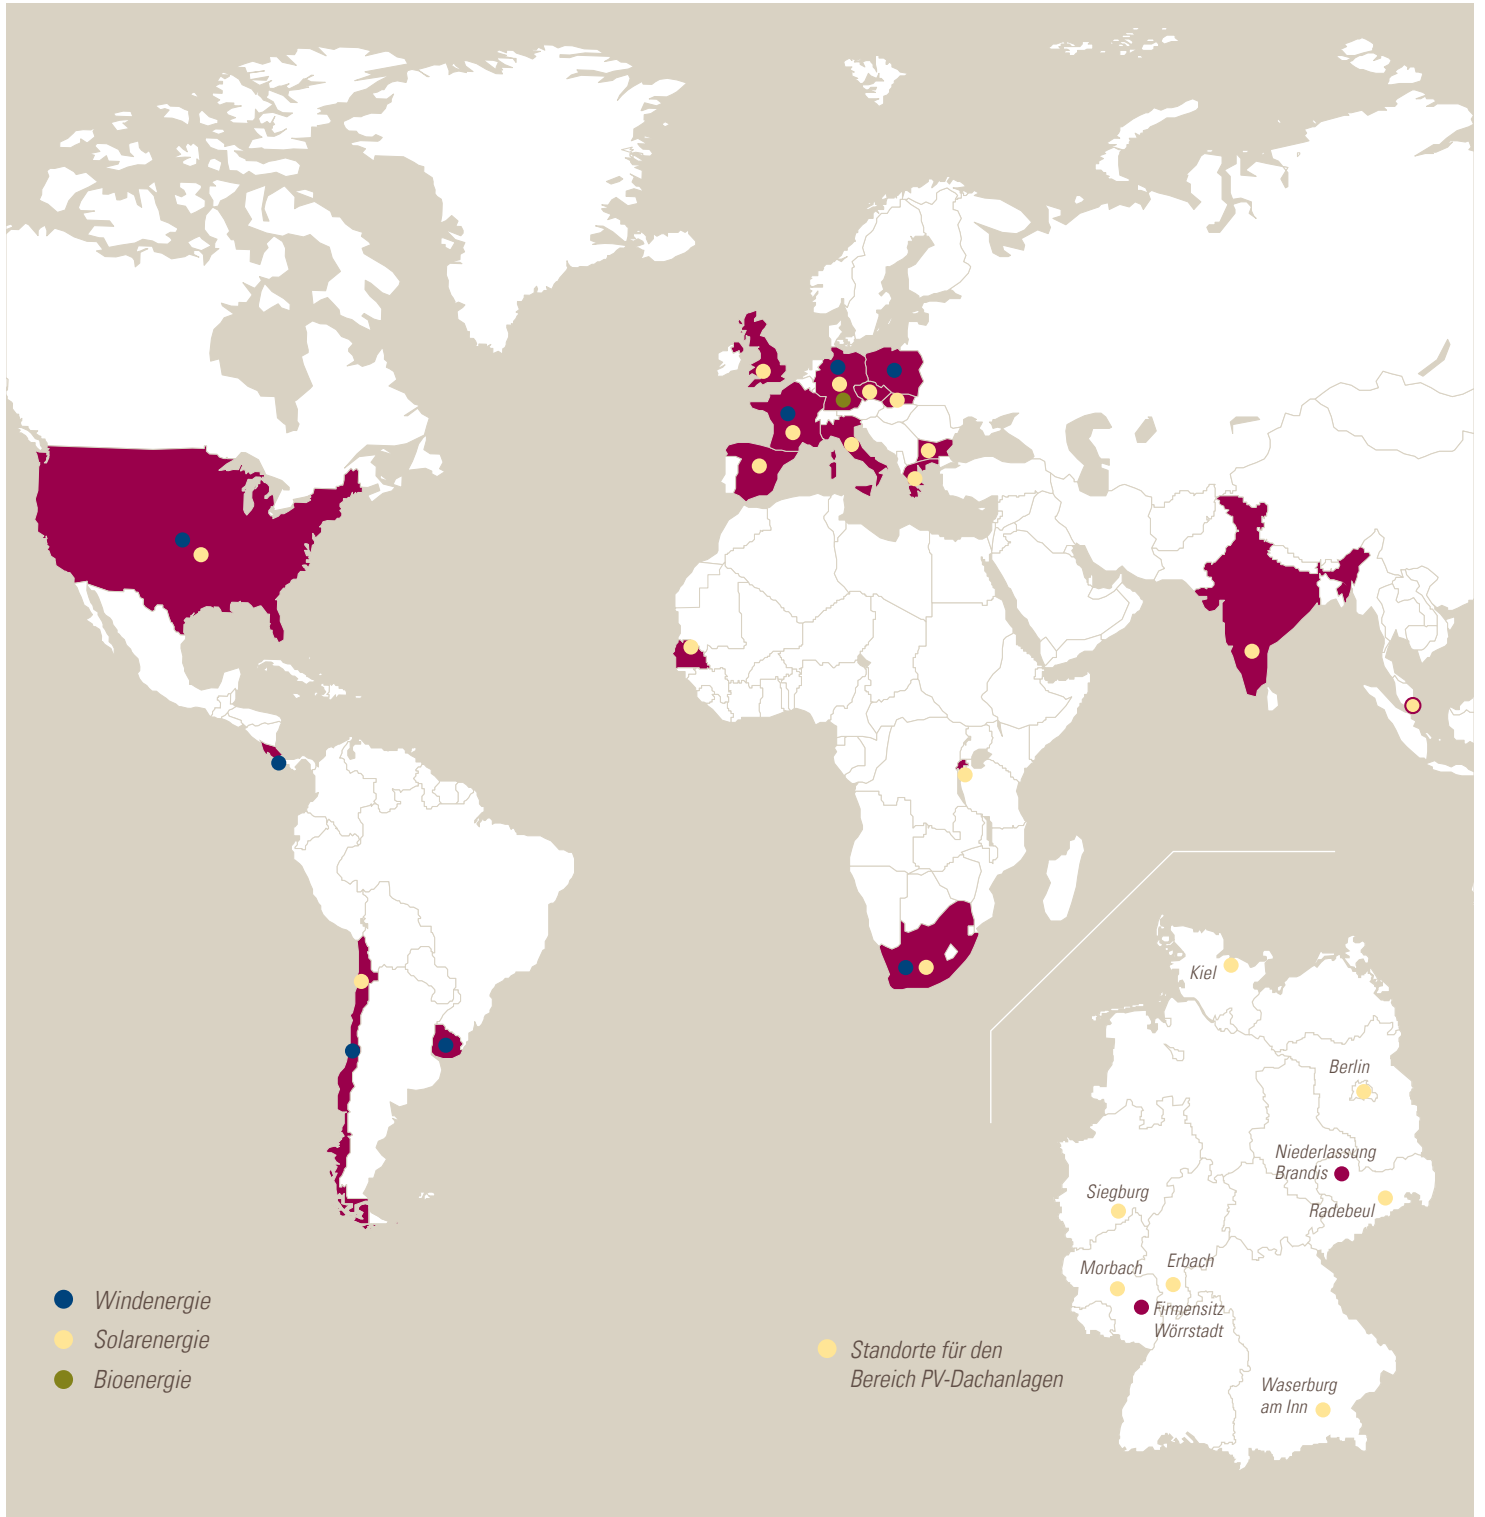 Kiel
Berlin
Niederlassung
Brandis
Siegburg
Radebeul
Erbach
Morbach
Firmensitz
Wörrstadt
Windenergie
Solarenergie
Bioenergie
Standorte für den
Bereich PV-Dachanlagen
Waserburg
am Inn